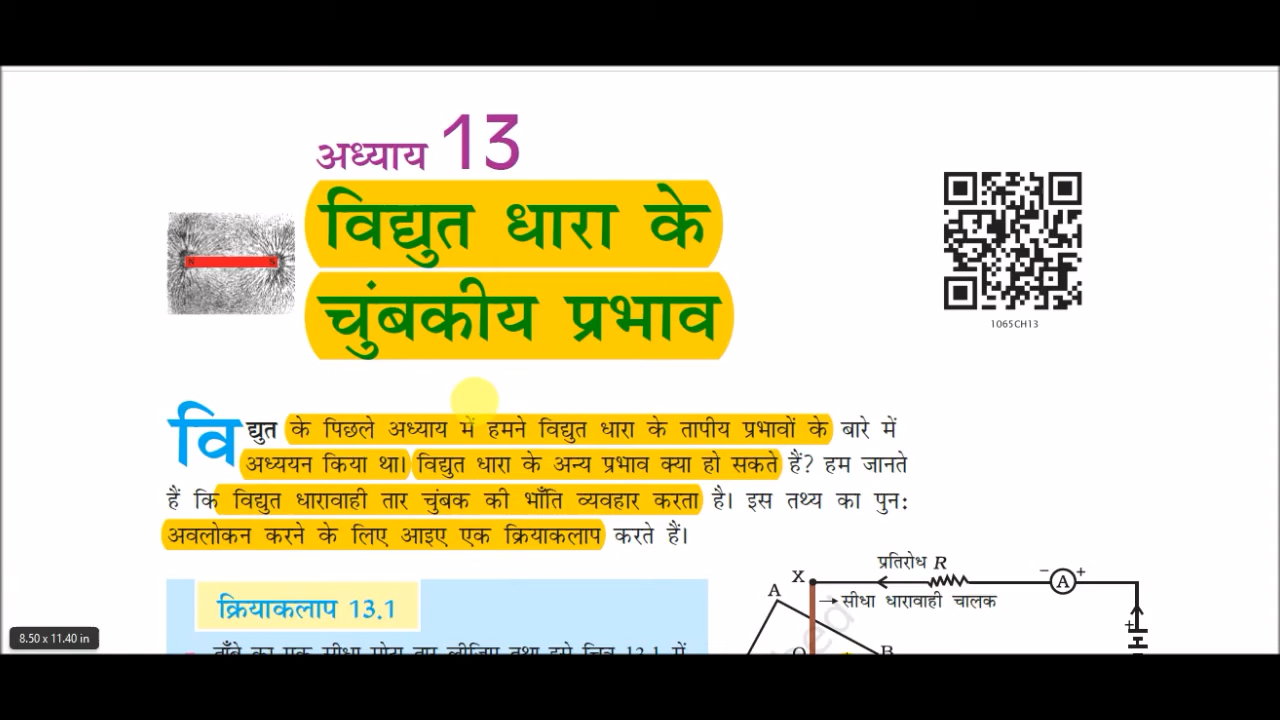 अध्याय 13
विद्युत धारा के
चुंबकीय प्रभाव
1065CH13
विद्युत के पिछले अध्याय में हमने विद्युत धारा के तापीय प्रभावों के बारे में
अध्ययन किया था। विद्युत धारा के अन्य प्रभाव क्या हो सकते हैं? हम जानते
हैं कि विद्युत धारावाही तार चुंबक की भाँति व्यवहार करता है। इस तथ्य का पुन:
अवलोकन करने के लिए आइए एक क्रियाकलाप करते हैं।
क्रियाकलाप 13.1
प्रतिरोध R
− A +
X
→ सीधा धारावाही चालक
A
+
B
8.50 x 11.40 in